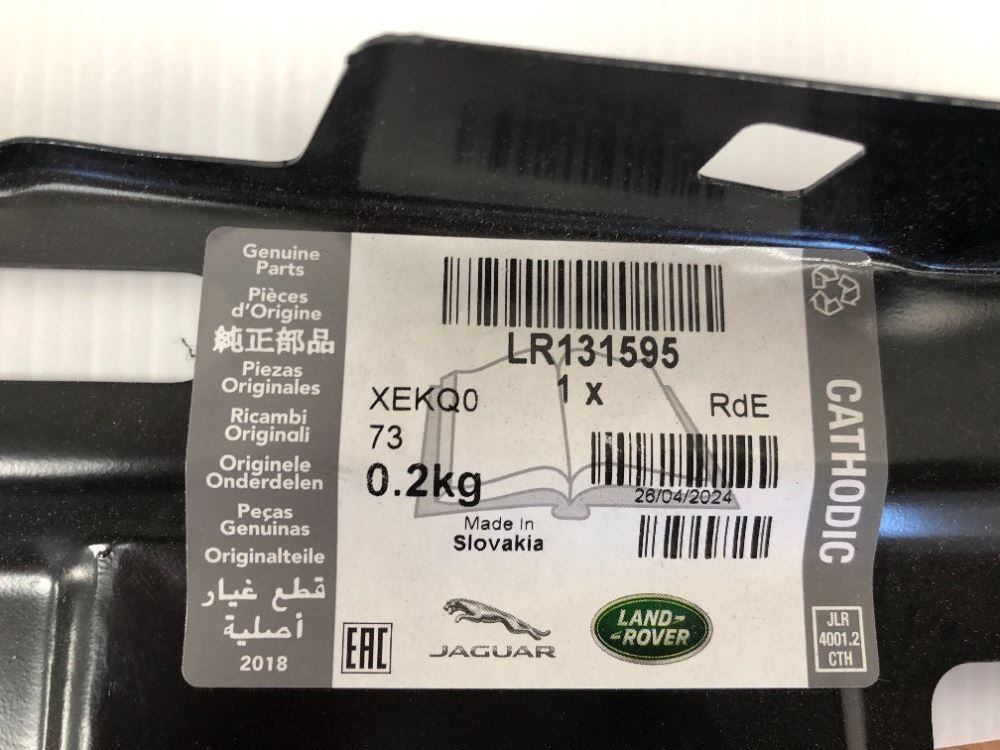 Genuine
Parts
Pièces
d'Origine
純正部品
Piezas
Originales
Ricambi
Originali
Originele
Onderdelen
Peças
Genuinas
Originalteile
قطع غيار
أصلية
2018
LR131595
1 x
XEKQ0
RdE
73
0.2kg
26/04/2024
Made In
Slovakia
EAC
JAGUAR
LAND-
-ROVER
CATHODIC
JLR
4001.2
CTH